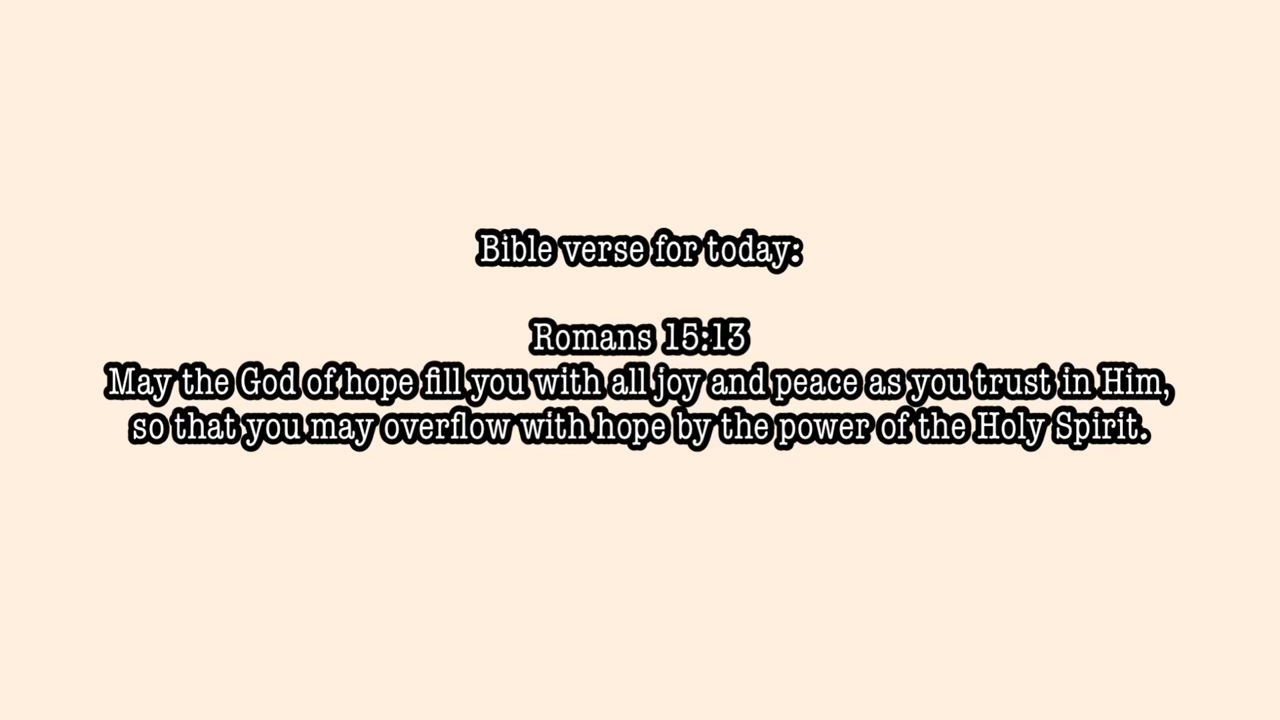 Bible verse for today:
Romans 15:13
May the God of hope fill you with all joy and peace as you trust in Him,
so that you may overflow with hope by the power of the Holy Spirit.